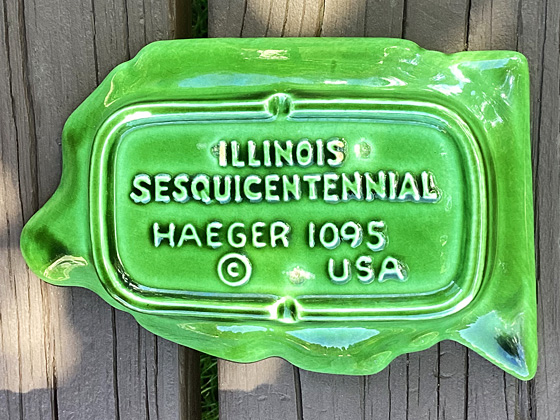 ILLINOIS
SESQUICENTENNIAL
HAEGER 1095
© USA